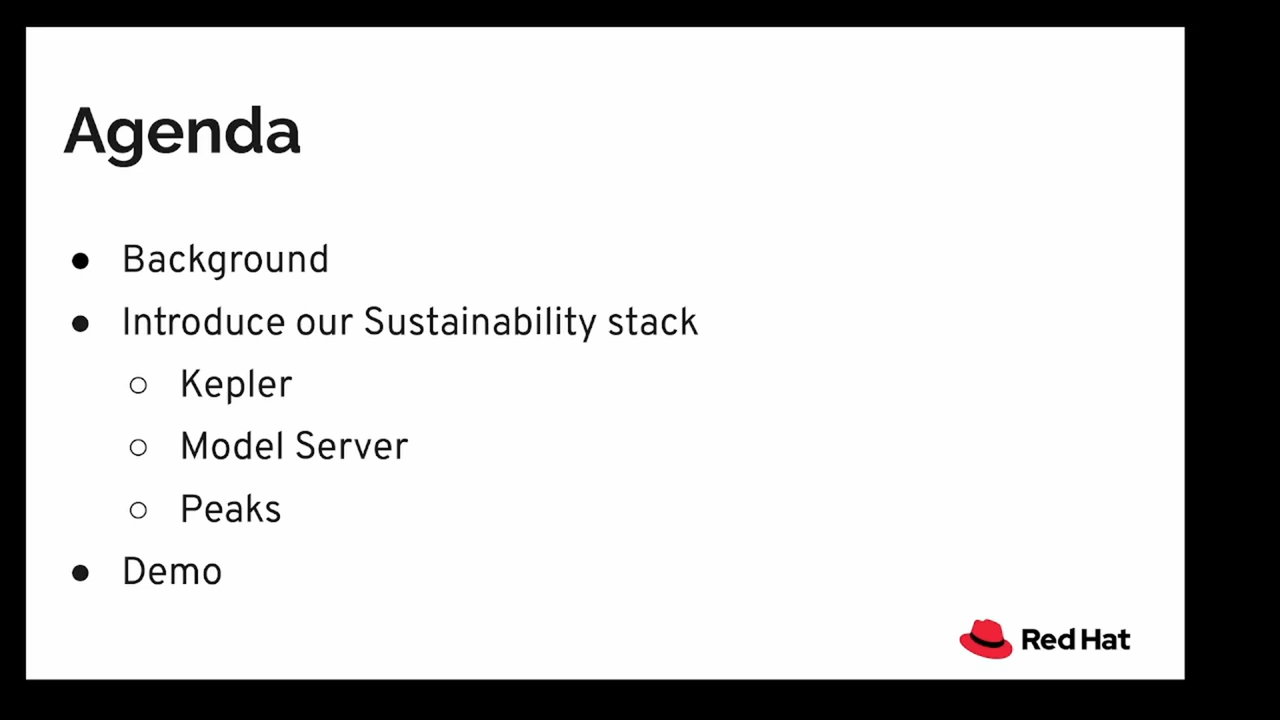 Agenda
● Background
● Introduce our Sustainability stack
○ Kepler
○ Model Server
○ Peaks
● Demo
Red Hat